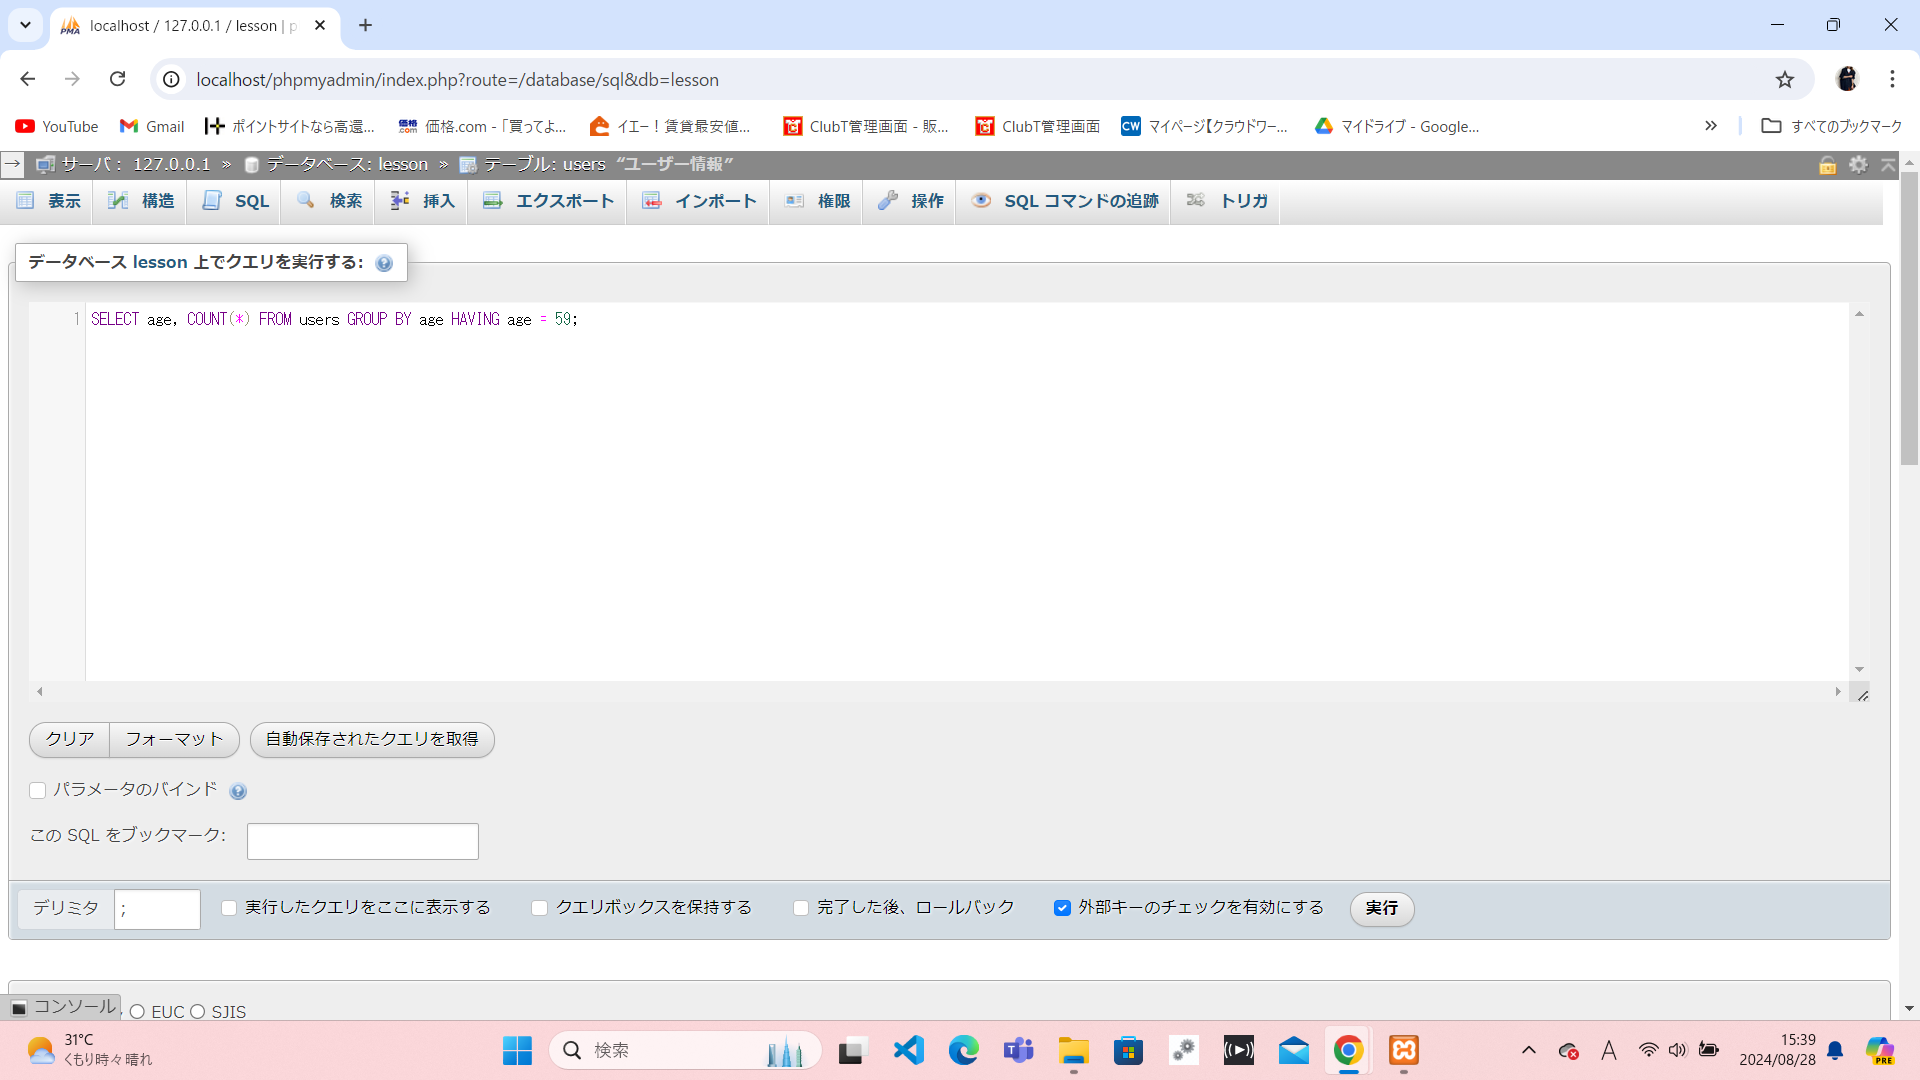 localhost / 127.0.0.1 / lesson | p
localhost/phpmyadmin/index.php?route=/database/sql&db=lesson
YouTube Gmail ポイントサイトなら高還... 価格.com - 「買ってよ... イエー！賃貸最安値... ClubT管理画面 - 販... ClubT管理画面 マイページ【クラウドワー... マイドライブ - Google... » すべてのブックマーク
サーバ： 127.0.0.1 » データベース: lesson » テーブル: users “ユーザー情報”
表示 構造 SQL 検索 挿入 エクスポート インポート 権限 操作 SQL コマンドの追跡 トリガ
データベース lesson 上でクエリを実行する:
1 SELECT age, COUNT(*) FROM users GROUP BY age HAVING age = 59;
クリア フォーマット 自動保存されたクエリを取得
パラメータのバインド
この SQL をブックマーク:
デリミタ ; 実行したクエリをここに表示する クエリボックスを保持する 完了した後、ロールバック 外部キーのチェックを有効にする 実行
コンソール EUC SJIS
31°C
くもり時々晴れ
検索
A
15:39
2024/08/28
PRE